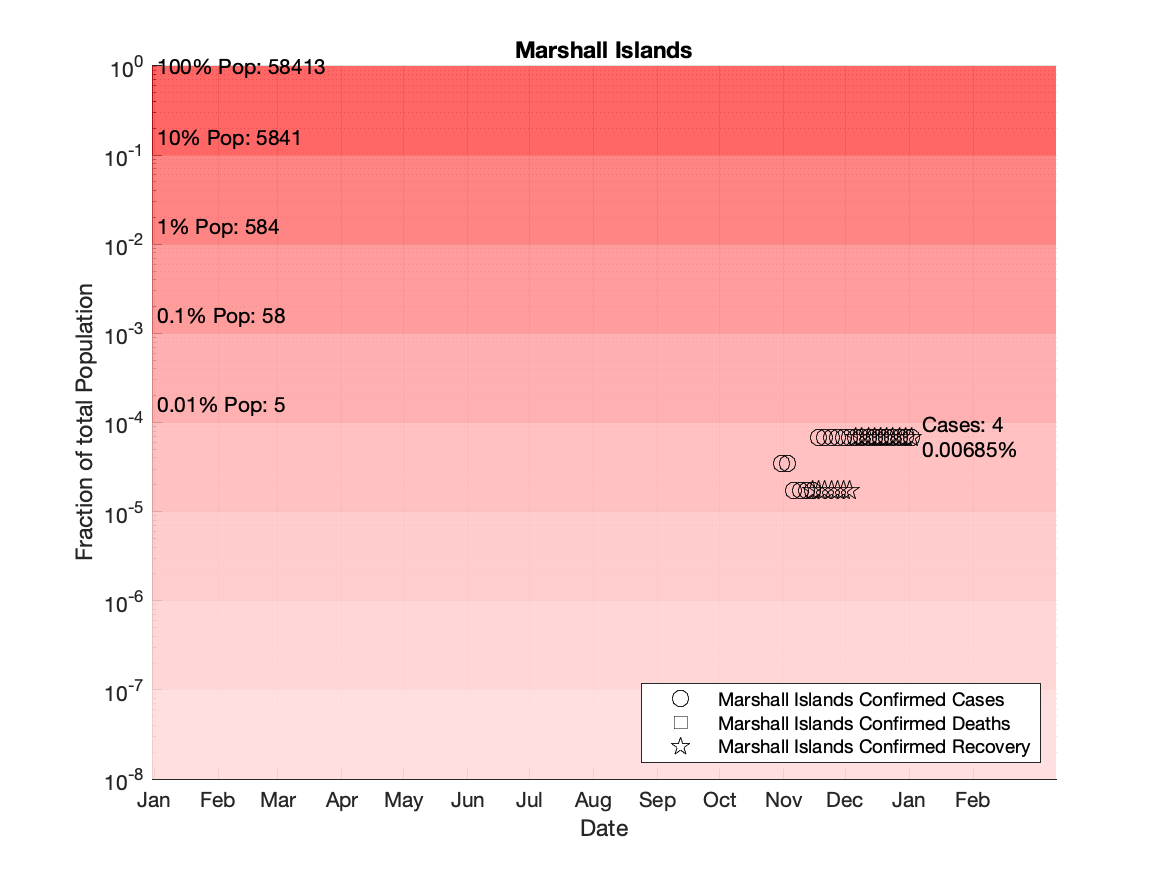 Marshall Islands
10^0
100% Pop: 58413
10% Pop: 5841
10^-1
1% Pop: 584
10^-2
0.1% Pop: 58
10^-3
0.01% Pop: 5
10^-4
Cases: 4
0.00685%
10^-5
10^-6
10^-7
10^-8
Fraction of total Population
Marshall Islands Confirmed Cases
Marshall Islands Confirmed Deaths
Marshall Islands Confirmed Recovery
Jan Feb Mar Apr May Jun Jul Aug Sep Oct Nov Dec Jan Feb
Date